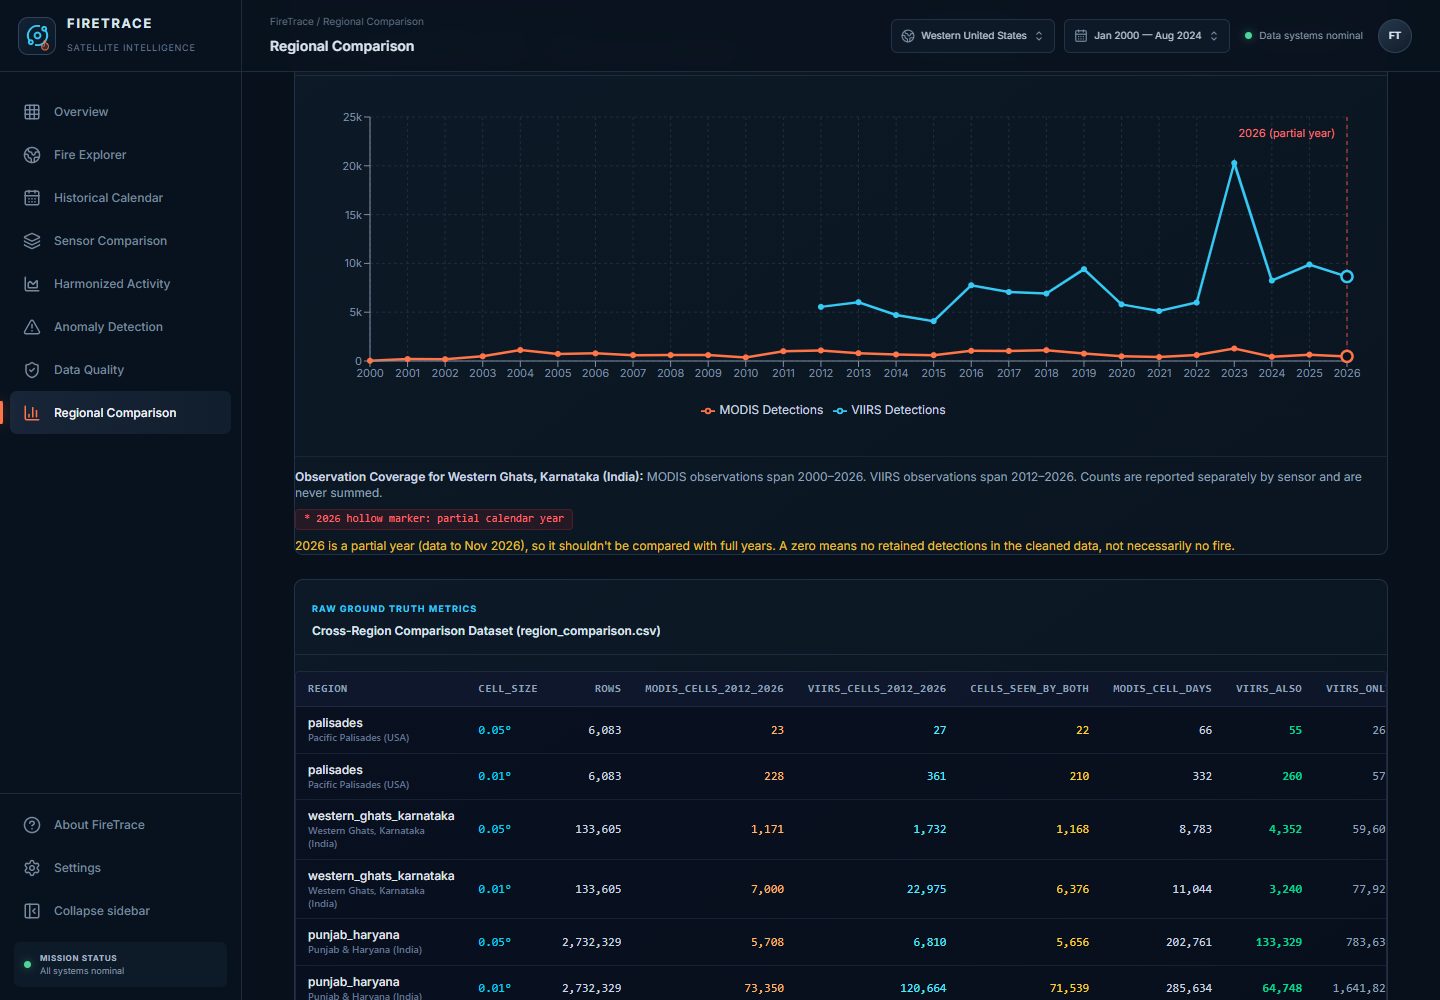 FIRETRACE
SATELLITE INTELLIGENCE
FireTrace / Regional Comparison
Regional Comparison
Western United States
Jan 2000 — Aug 2024
Data systems nominal
FT
Overview
Fire Explorer
Historical Calendar
Sensor Comparison
Harmonized Activity
Anomaly Detection
Data Quality
Regional Comparison
About FireTrace
Settings
Collapse sidebar
MISSION STATUS
All systems nominal
25k
20k
15k
10k
5k
0
2026 (partial year)
2000 2001 2002 2003 2004 2005 2006 2007 2008 2009 2010 2011 2012 2013 2014 2015 2016 2017 2018 2019 2020 2021 2022 2023 2024 2025 2026
MODIS Detections VIIRS Detections
Observation Coverage for Western Ghats, Karnataka (India): MODIS observations span 2000–2026. VIIRS observations span 2012–2026. Counts are reported separately by sensor and are
never summed.
* 2026 hollow marker: partial calendar year
2026 is a partial year (data to Nov 2026), so it shouldn't be compared with full years. A zero means no retained detections in the cleaned data, not necessarily no fire.
RAW GROUND TRUTH METRICS
Cross-Region Comparison Dataset (region_comparison.csv)
REGION CELL_SIZE ROWS MODIS_CELLS_2012_2026 VIIRS_CELLS_2012_2026 CELLS_SEEN_BY_BOTH MODIS_CELL_DAYS VIIRS_ALSO VIIRS_ONL
palisades 0.05° 6,083 23 27 22 66 55 26
Pacific Palisades (USA)
palisades 0.01° 6,083 228 361 210 332 260 57
Pacific Palisades (USA)
western_ghats_karnataka 0.05° 133,605 1,171 1,732 1,168 8,783 4,352 59,60
Western Ghats, Karnataka
(India)
western_ghats_karnataka 0.01° 133,605 7,000 22,975 6,376 11,044 3,240 77,92
Western Ghats, Karnataka
(India)
punjab_haryana 0.05° 2,732,329 5,708 6,810 5,656 202,761 133,329 783,63
Punjab & Haryana (India)
punjab_haryana 0.01° 2,732,329 73,350 120,664 71,539 285,634 64,748 1,641,82
Punjab & Haryana (India)